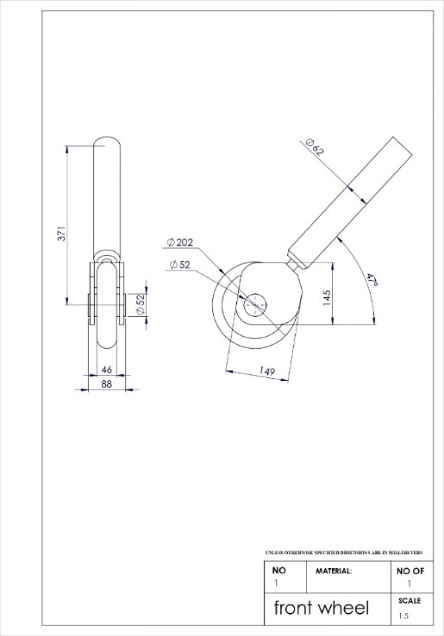 Ø62
371
Ø202
Ø52
Ø52
47°
145
149
46
88
UNLESS OTHERWISE SPECIFIED DIMENSIONS ARE IN MILLIMETERS
NO
1
MATERIAL:
NO OF
1
front wheel
SCALE
1:5